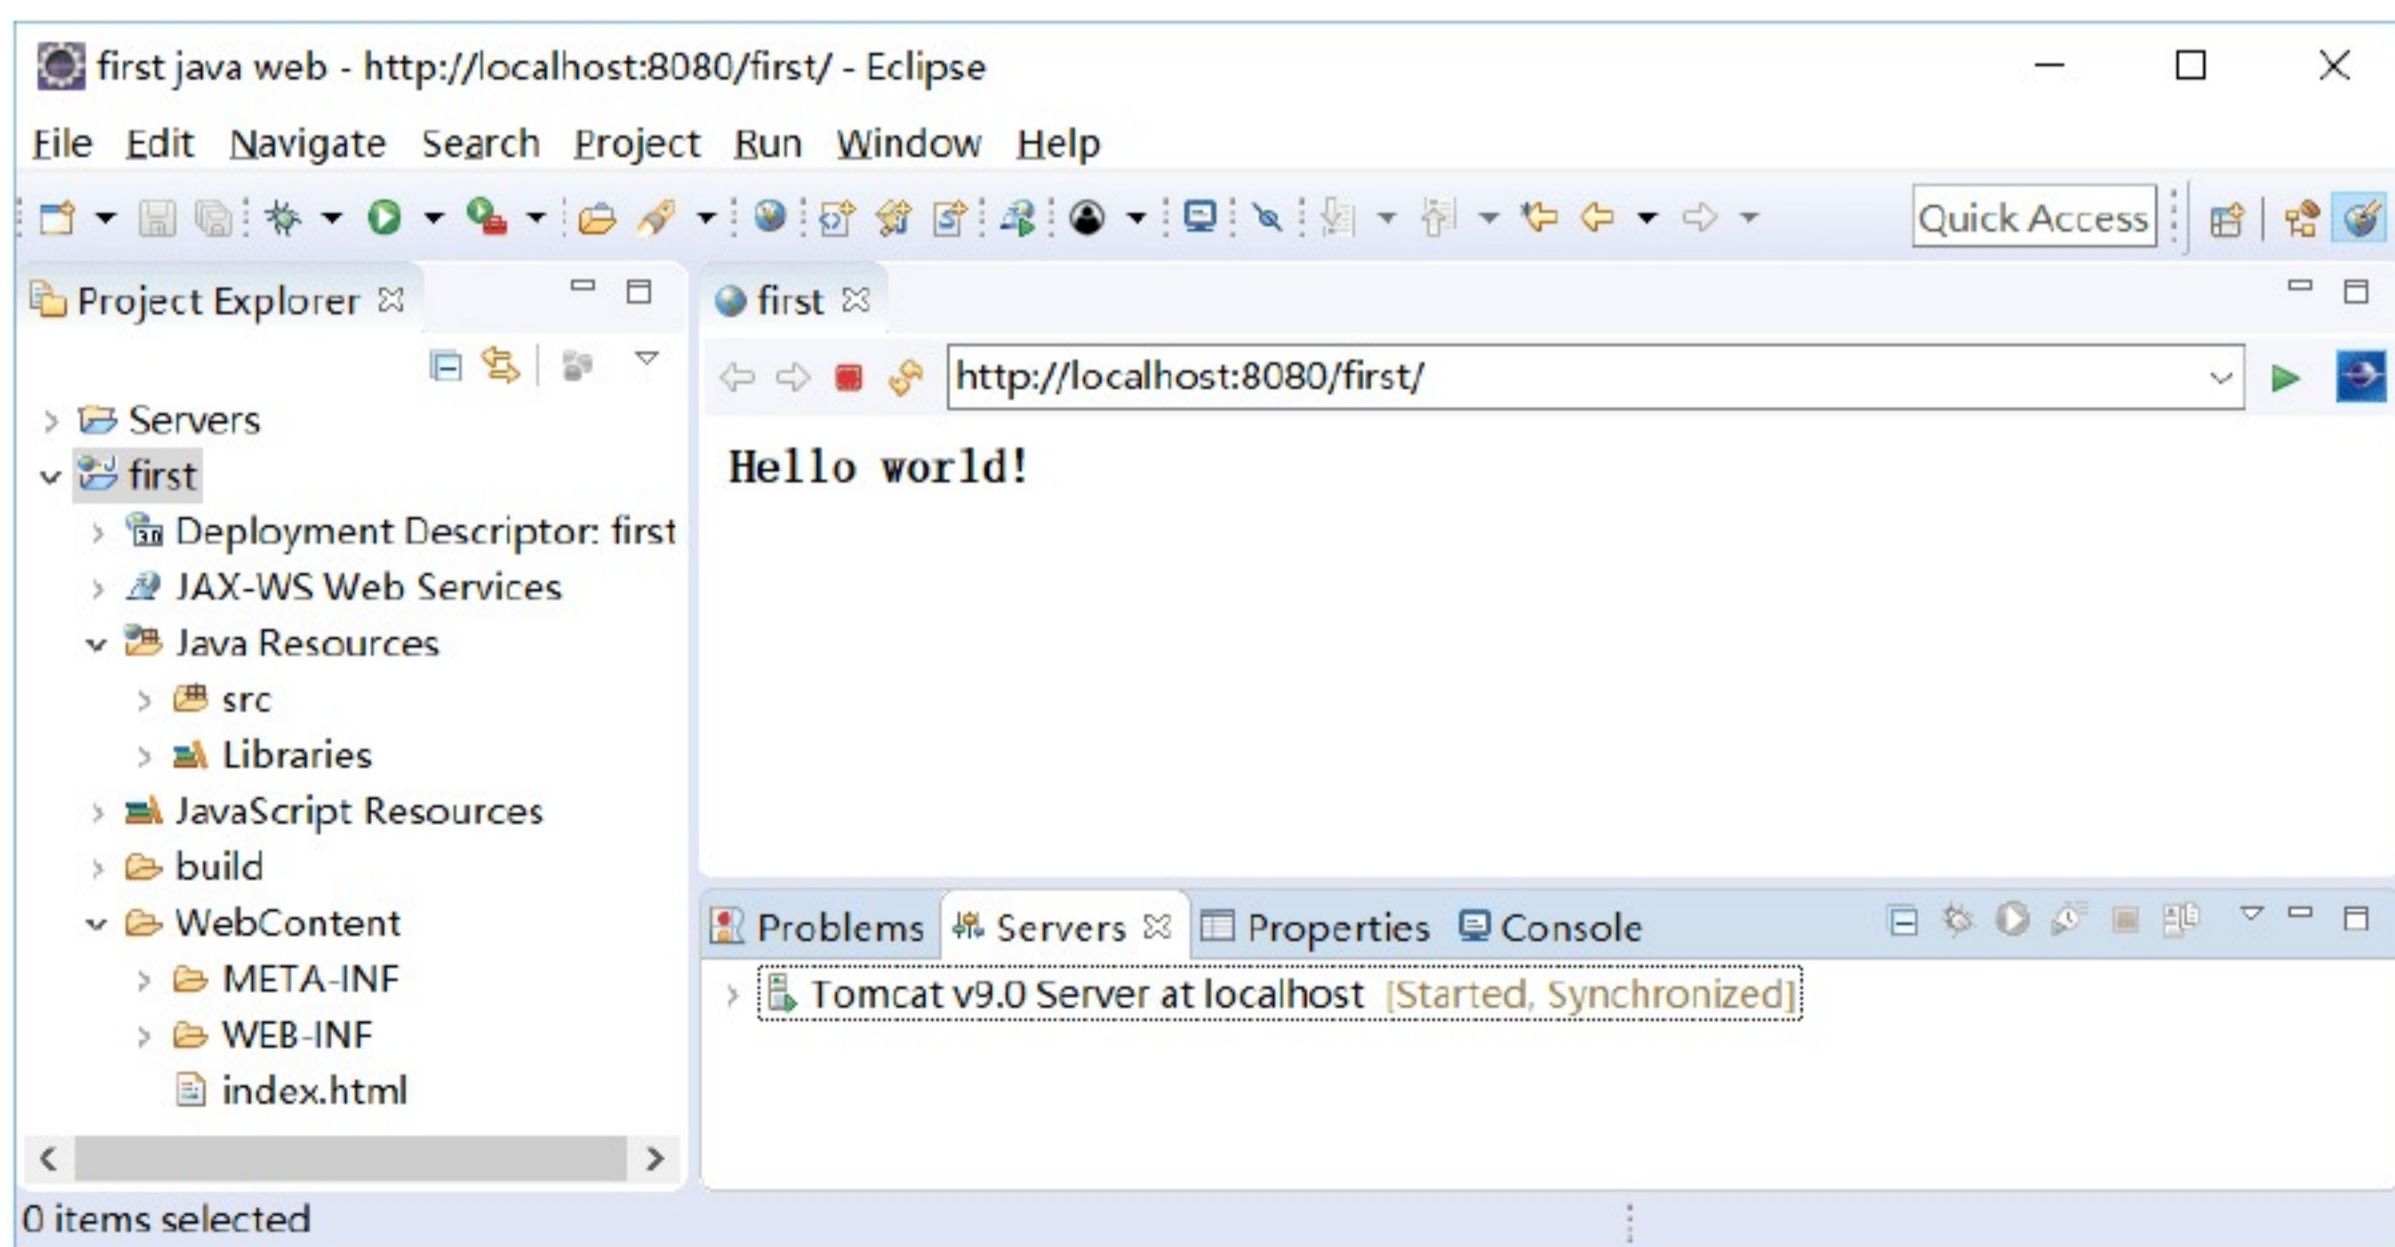 first java web - http://localhost:8080/first/ - Eclipse
File Edit Navigate Search Project Run Window Help
Quick Access
Project Explorer
Servers
first
Deployment Descriptor: first
JAX-WS Web Services
Java Resources
src
Libraries
JavaScript Resources
build
WebContent
META-INF
WEB-INF
index.html
first
http://localhost:8080/first/
Hello world!
Problems Servers Properties Console
Tomcat v9.0 Server at localhost [Started, Synchronized]
0 items selected